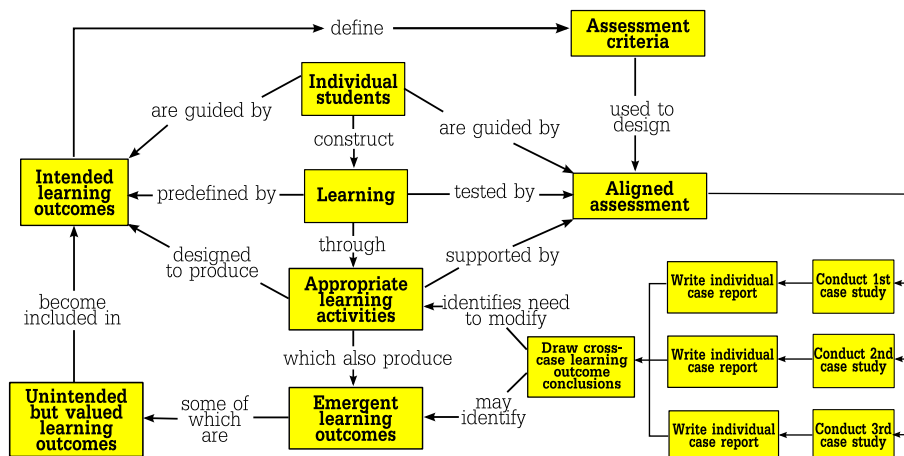 define
Assessment
criteria
Individual
students
are guided by
are guided by
used to
design
construct
Intended
learning
outcomes
predefined by
Learning
tested by
Aligned
assessment
through
designed
to produce
supported by
Appropriate
learning
activities
identifies need
to modify
Write individual
case report
Conduct 1st
case study
become
included in
which also produce
Draw cross-
case learning
outcome
conclusions
Write individual
case report
Conduct 2nd
case study
Unintended
but valued
learning
outcomes
some of
which
are
Emergent
learning
outcomes
may
identify
Write individual
case report
Conduct 3rd
case study